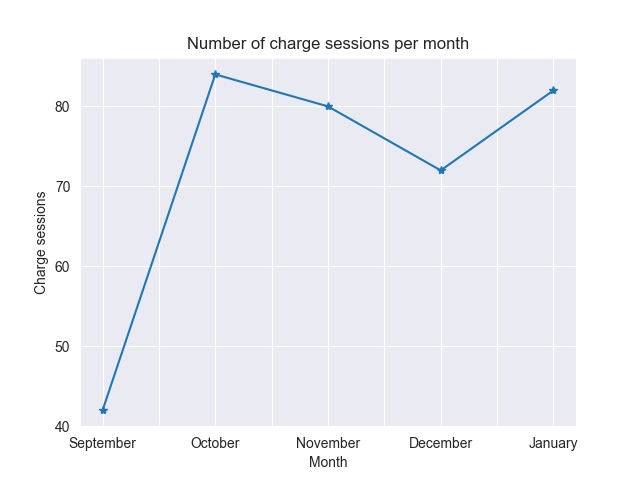 Number of charge sessions per month
Charge sessions
80
70
60
50
40
September October November December January
Month